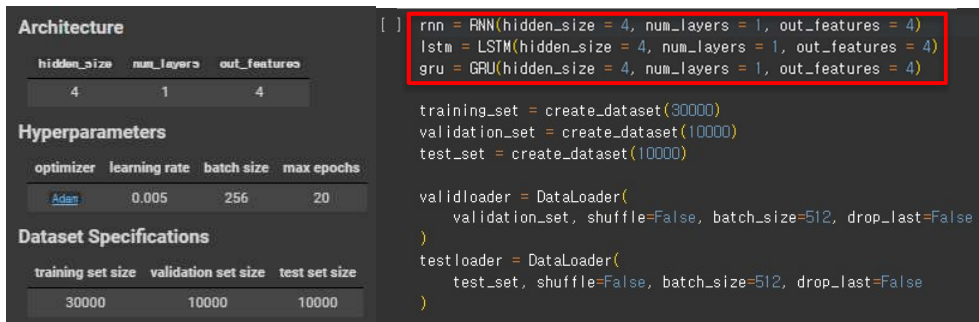 Architecture
hidden_size num_layers out_features
4 1 4
Hyperparameters
optimizer learning rate batch size max epochs
Adam 0.005 256 20
Dataset Specifications
training set size validation set size test set size
30000 10000 10000
[ ] rnn = RNN(hidden_size = 4, num_layers = 1, out_features = 4)
lstm = LSTM(hidden_size = 4, num_layers = 1, out_features = 4)
gru = GRU(hidden_size = 4, num_layers = 1, out_features = 4)
training_set = create_dataset(30000)
validation_set = create_dataset(10000)
test_set = create_dataset(10000)
validloader = DataLoader(
validation_set, shuffle=False, batch_size=512, drop_last=False
)
testloader = DataLoader(
test_set, shuffle=False, batch_size=512, drop_last=False
)